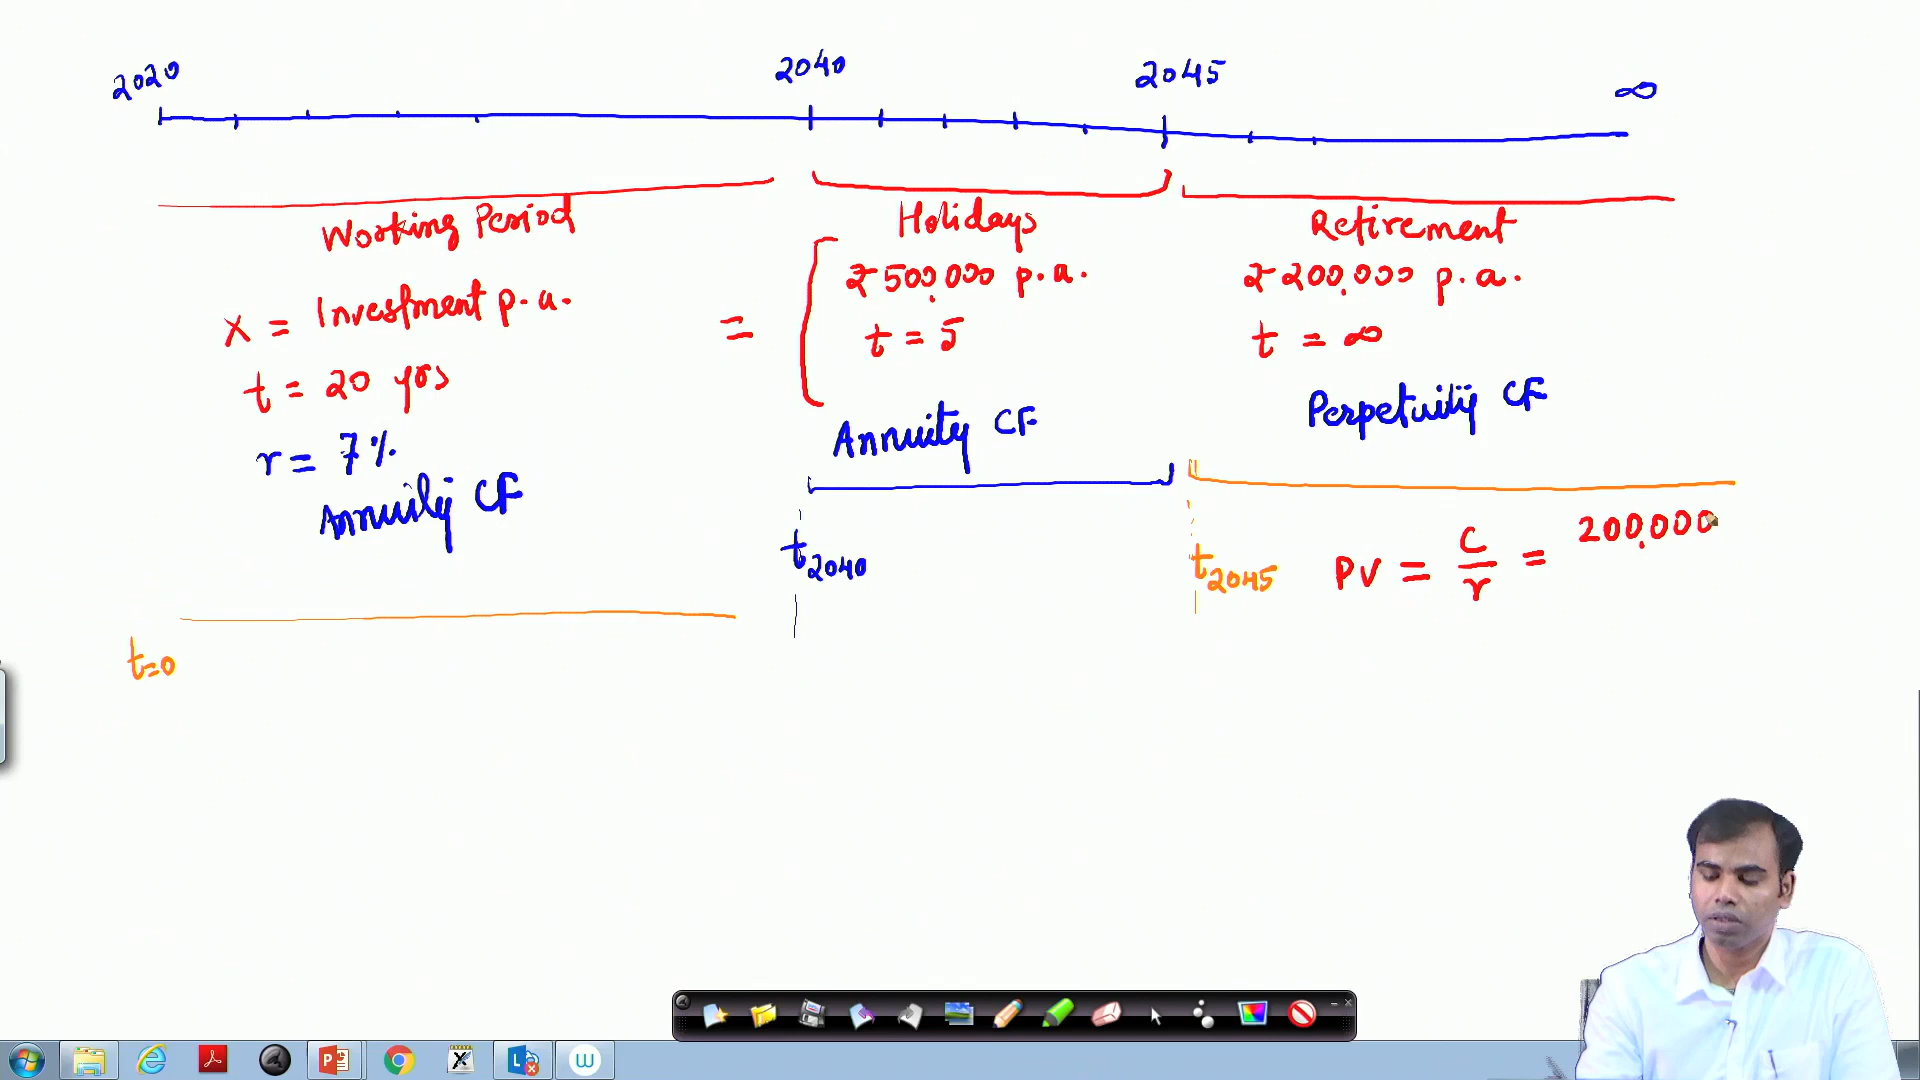 2020 2040 2045 ∞
Working Period
x = Investment p.a.
t = 20 yrs
r = 7%
Annuity CF
=
Holidays
₹ 500,000 p.a.
t = 5
Annuity CF
t2040
Retirement
₹ 200,000 p.a.
t = ∞
Perpetuity CF
t2045
PV = C/r = 200,000
t=0